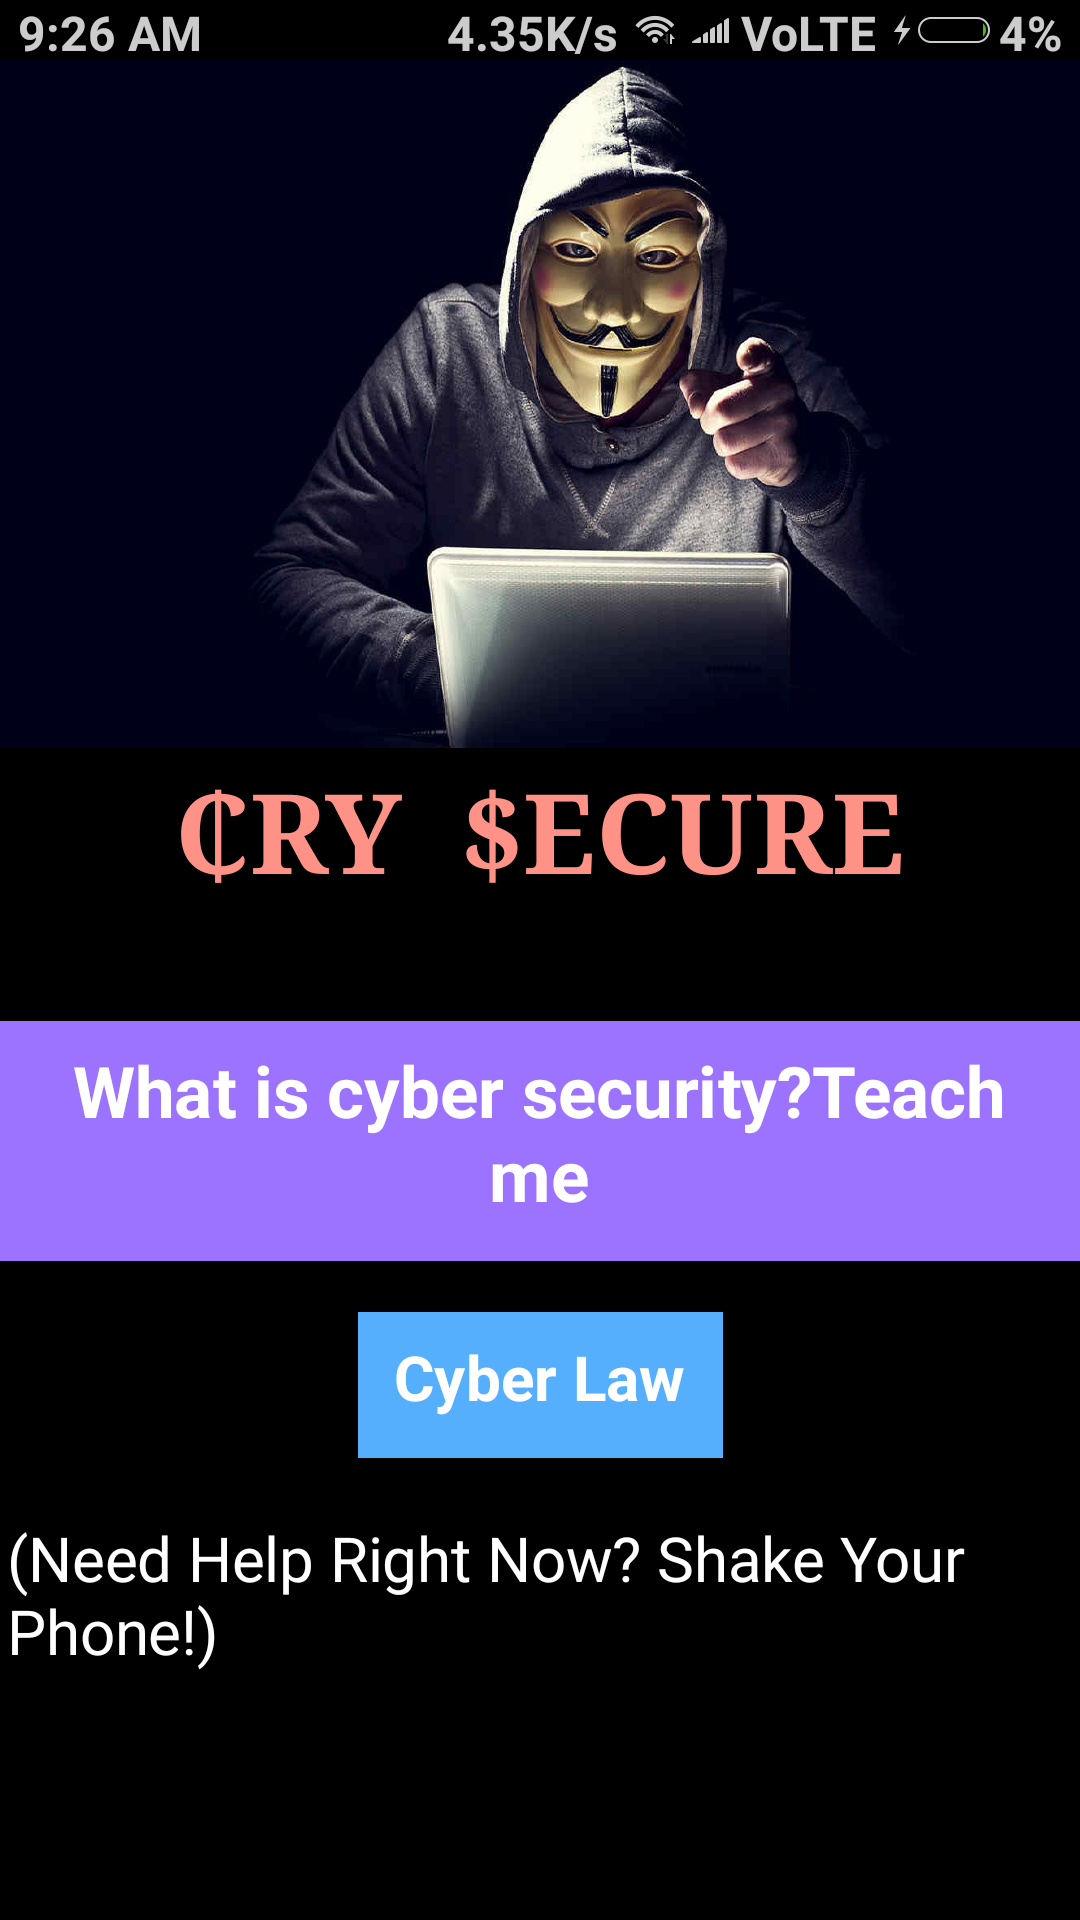 9:26 AM 4.35K/s VoLTE 4%
₵RY $ECURE
What is cyber security?Teach
me
Cyber Law
(Need Help Right Now? Shake Your
Phone!)